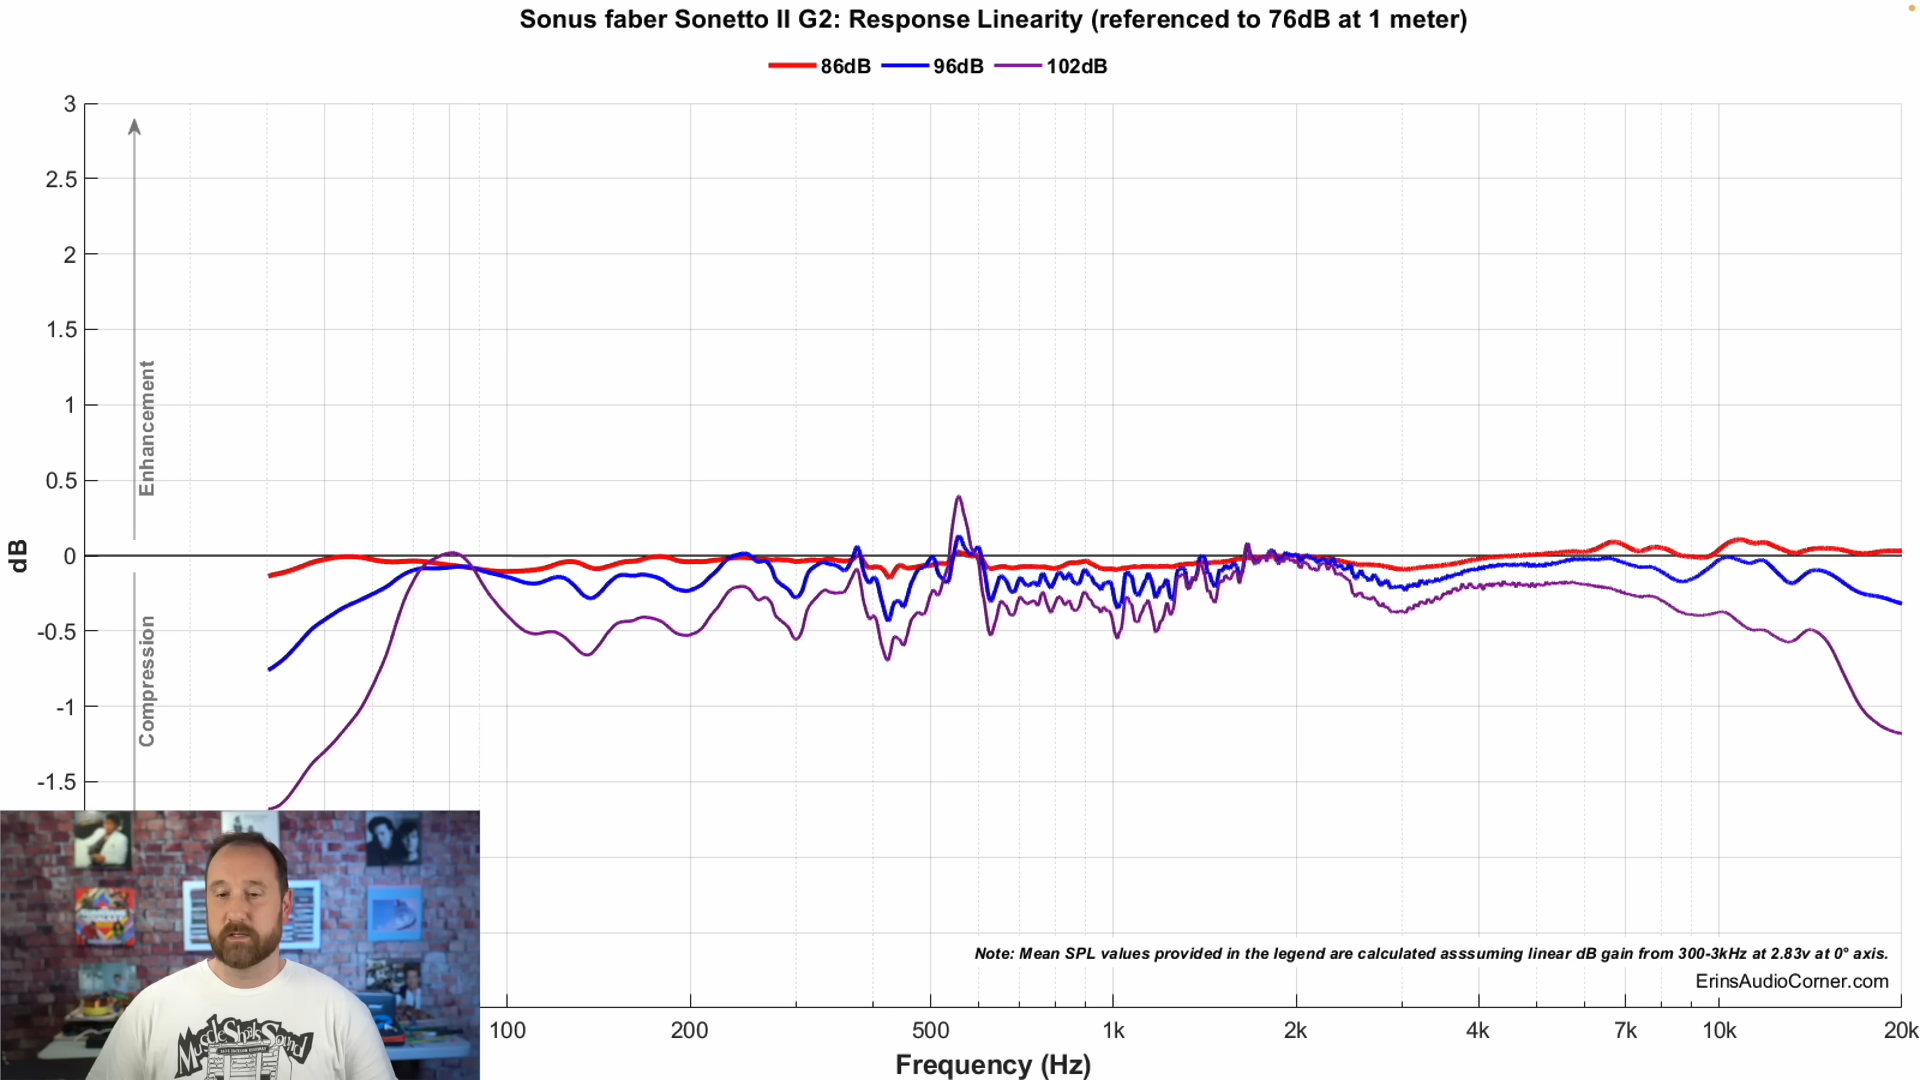 Sonus faber Sonetto II G2: Response Linearity (referenced to 76dB at 1 meter)
86dB 96dB 102dB
3
2.5
2
1.5
1
0.5
0
-0.5
-1
-1.5
dB
Enhancement
Compression
Note: Mean SPL values provided in the legend are calculated asssuming linear dB gain from 300-3kHz at 2.83v at 0° axis.
ErinsAudioCorner.com
100 200 500 1k 2k 4k 7k 10k 20k
Frequency (Hz)
Muscle Shoals Sound